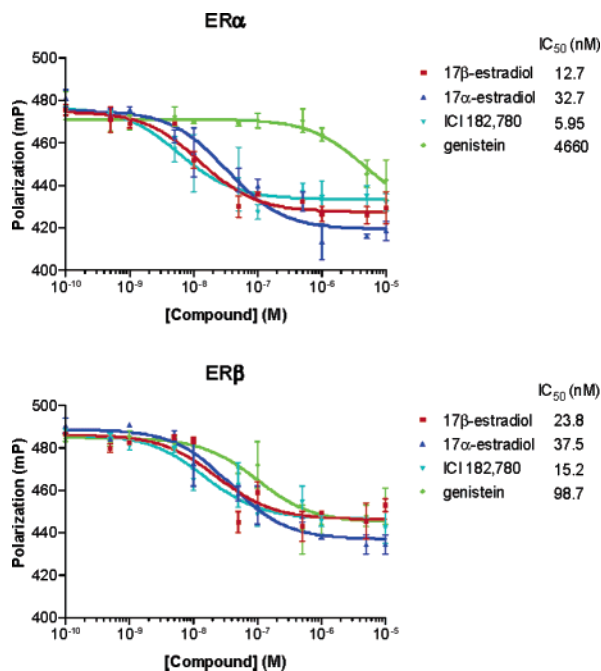 ERα
IC50 (nM)
17β-estradiol 12.7
17α-estradiol 32.7
ICI 182,780 5.95
genistein 4660
Polarization (mP)
500
480
460
440
420
400
10-10 10-9 10-8 10-7 10-6 10-5
[Compound] (M)
ERβ
IC50 (nM)
17β-estradiol 23.8
17α-estradiol 37.5
ICI 182,780 15.2
genistein 98.7
Polarization (mP)
500
480
460
440
420
400
10-10 10-9 10-8 10-7 10-6 10-5
[Compound] (M)